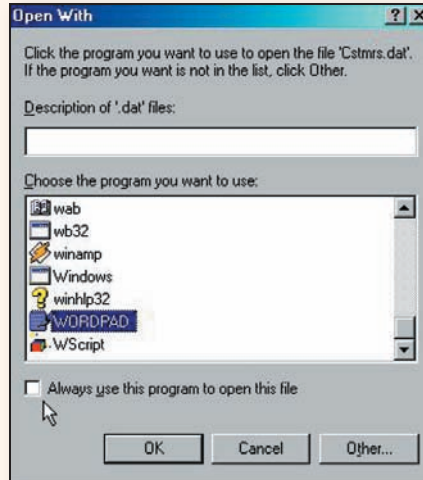 Open With
Click the program you want to use to open the file 'Cstmrs.dat'.
If the program you want is not in the list, click Other.
Description of '.dat' files:
Choose the program you want to use:
wab
wb32
winamp
Windows
winhlp32
WORDPAD
WScript
Always use this program to open this file
OK
Cancel
Other...